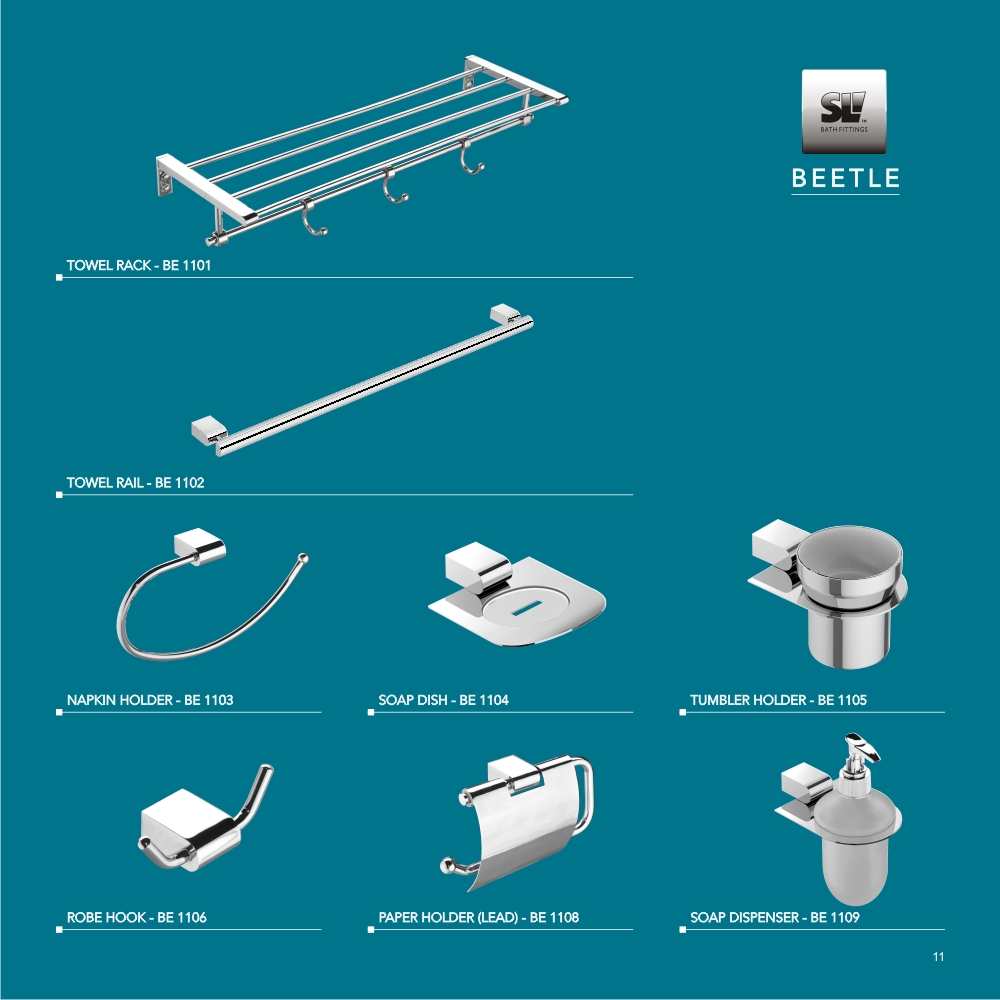 SL!
™
BATH FITTINGS
BEETLE
TOWEL RACK - BE 1101
TOWEL RAIL - BE 1102
NAPKIN HOLDER - BE 1103
SOAP DISH - BE 1104
TUMBLER HOLDER - BE 1105
ROBE HOOK - BE 1106
PAPER HOLDER (LEAD) - BE 1108
SOAP DISPENSER - BE 1109
11